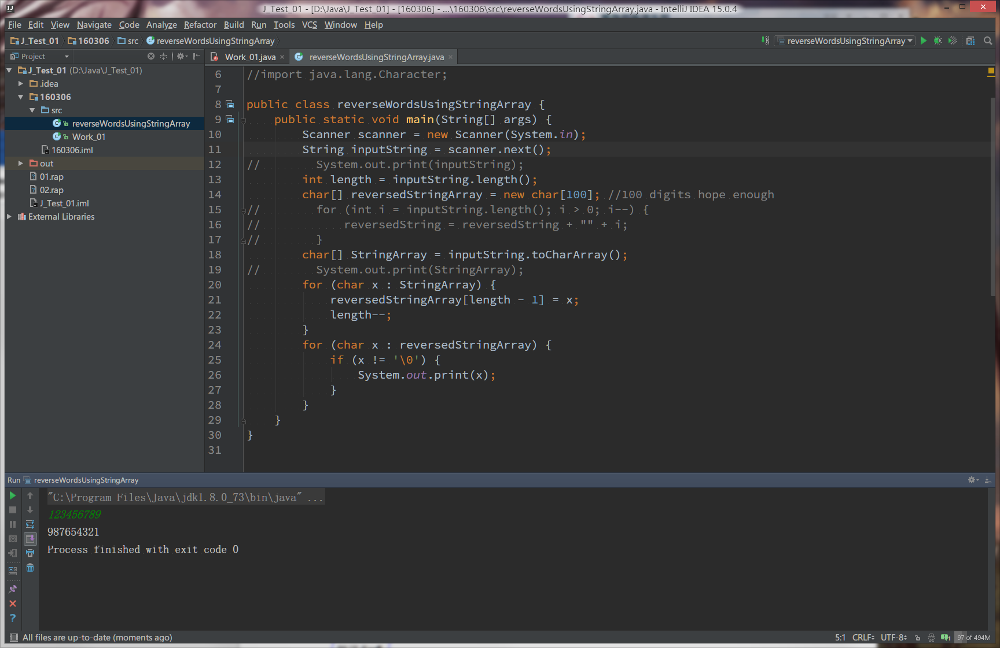 J_Test_01 - [D:\Java\J_Test_01] - [160306] - ...\160306\src\reverseWordsUsingStringArray.java - IntelliJ IDEA 15.0.4
File Edit View Navigate Code Analyze Refactor Build Run Tools VCS Window Help
J_Test_01 160306 src reverseWordsUsingStringArray reverseWordsUsingStringArray
Project Work_01.java reverseWordsUsingStringArray.java
J_Test_01 (D:\Java\J_Test_01)
.idea
160306
src
reverseWordsUsingStringArray
Work_01
160306.iml
out
01.rap
02.rap
J_Test_01.iml
External Libraries
6 //import java.lang.Character;
7
8 public class reverseWordsUsingStringArray {
9     public static void main(String[] args) {
10         Scanner scanner = new Scanner(System.in);
11         String inputString = scanner.next();
12 //        System.out.print(inputString);
13         int length = inputString.length();
14         char[] reversedStringArray = new char[100]; //100 digits hope enough
15 //        for (int i = inputString.length(); i > 0; i--) {
16 //            reversedString = reversedString + "" + i;
17 //        }
18         char[] StringArray = inputString.toCharArray();
19 //        System.out.print(StringArray);
20         for (char x : StringArray) {
21             reversedStringArray[length - 1] = x;
22             length--;
23         }
24         for (char x : reversedStringArray) {
25             if (x != '\0') {
26                 System.out.print(x);
27             }
28         }
29     }
30 }
31
Run reverseWordsUsingStringArray
"C:\Program Files\Java\jdk1.8.0_73\bin\java" ...
123456789
987654321
Process finished with exit code 0
All files are up-to-date (moments ago) 5:1 CRLF UTF-8 1 97 of 494M